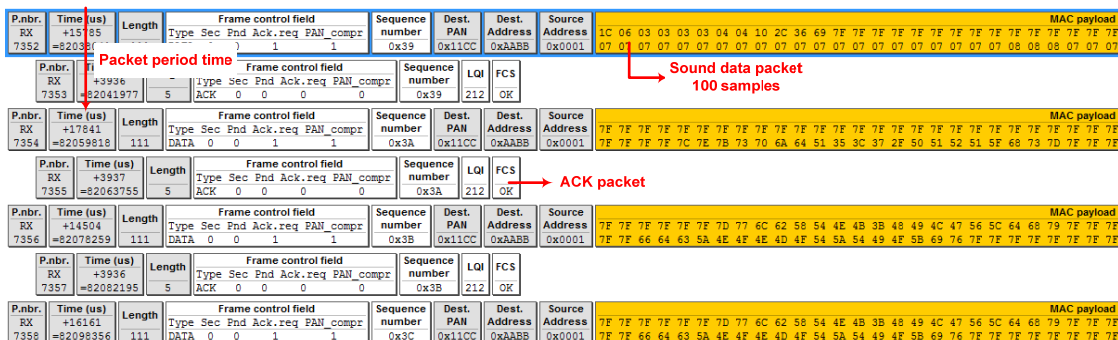 P.nbr. Time (us) Length Frame control field Sequence Dest. Dest. Source MAC payload
RX +15785 Type Sec Pnd Ack.req PAN_compr number PAN Address Address 1C 06 03 03 03 03 04 04 10 2C 36 69 7F 7F 7F 7F 7F 7F 7F 7F 7F 7F 7F 7F 7F 7F 7F
7352 1 1 0x39 0x11CC 0xAABB 0x0001 07 07 07 07 07 07 07 07 07 07 07 07 07 07 07 07 07 07 07 07 07 08 08 08 07 07 07
Packet period time
Sound data packet
100 samples
P.nbr. Frame control field Sequence LQI FCS
RX +3936 Type Sec Pnd Ack.req PAN_compr number
7353 =82041977 5 ACK 0 0 0 0 0x39 212 OK
P.nbr. Time (us) Length Frame control field Sequence Dest. Dest. Source MAC payload
RX +17841 Type Sec Pnd Ack.req PAN_compr number PAN Address Address 7F 7F 7F 7F 7F 7F 7F 7F 7F 7F 7F 7F 7F 7F 7F 7F 7F 7F 7F 7F 7F 7F 7F 7F 7F 7F 7F
7354 =82059818 111 DATA 0 0 1 1 0x3A 0x11CC 0xAABB 0x0001 7F 7F 7F 7F 7C 7E 7B 73 70 6A 64 51 35 3C 37 2F 50 51 52 51 5F 68 73 7D 7F 7F 7F
P.nbr. Time (us) Length Frame control field Sequence LQI FCS
RX +3937 Type Sec Pnd Ack.req PAN_compr number
7355 =82063755 5 ACK 0 0 0 0 0x3A 212 OK
ACK packet
P.nbr. Time (us) Length Frame control field Sequence Dest. Dest. Source MAC payload
RX +14504 Type Sec Pnd Ack.req PAN_compr number PAN Address Address 7F 7F 7F 7F 7F 7D 77 6C 62 58 54 4E 4B 3B 48 49 4C 47 56 5C 64 68 79 7F 7F 7F 7F
7356 =82078259 111 DATA 0 0 1 1 0x3B 0x11CC 0xAABB 0x0001 7F 7F 66 64 63 5A 4E 4F 4E 4D 4F 54 5A 54 49 4F 5B 69 76 7F 7F 7F 7F 7F 7F 7F 7F
P.nbr. Time (us) Length Frame control field Sequence LQI FCS
RX +3936 Type Sec Pnd Ack.req PAN_compr number
7357 =82082195 5 ACK 0 0 0 0 0x3B 212 OK
P.nbr. Time (us) Length Frame control field Sequence Dest. Dest. Source MAC payload
RX +16161 Type Sec Pnd Ack.req PAN_compr number PAN Address Address 7F 7F 7F 7F 7F 7F 7D 77 6C 62 58 54 4E 4B 3B 48 49 4C 47 56 5C 64 68 79 7F 7F 7F
7358 =82098356 111 DATA 0 0 1 1 0x3C 0x11CC 0xAABB 0x0001 7F 7F 66 64 63 5A 4E 4F 4E 4D 4F 54 5A 54 49 4F 5B 69 76 7F 7F 7F 7F 7F 7F 7F 7F